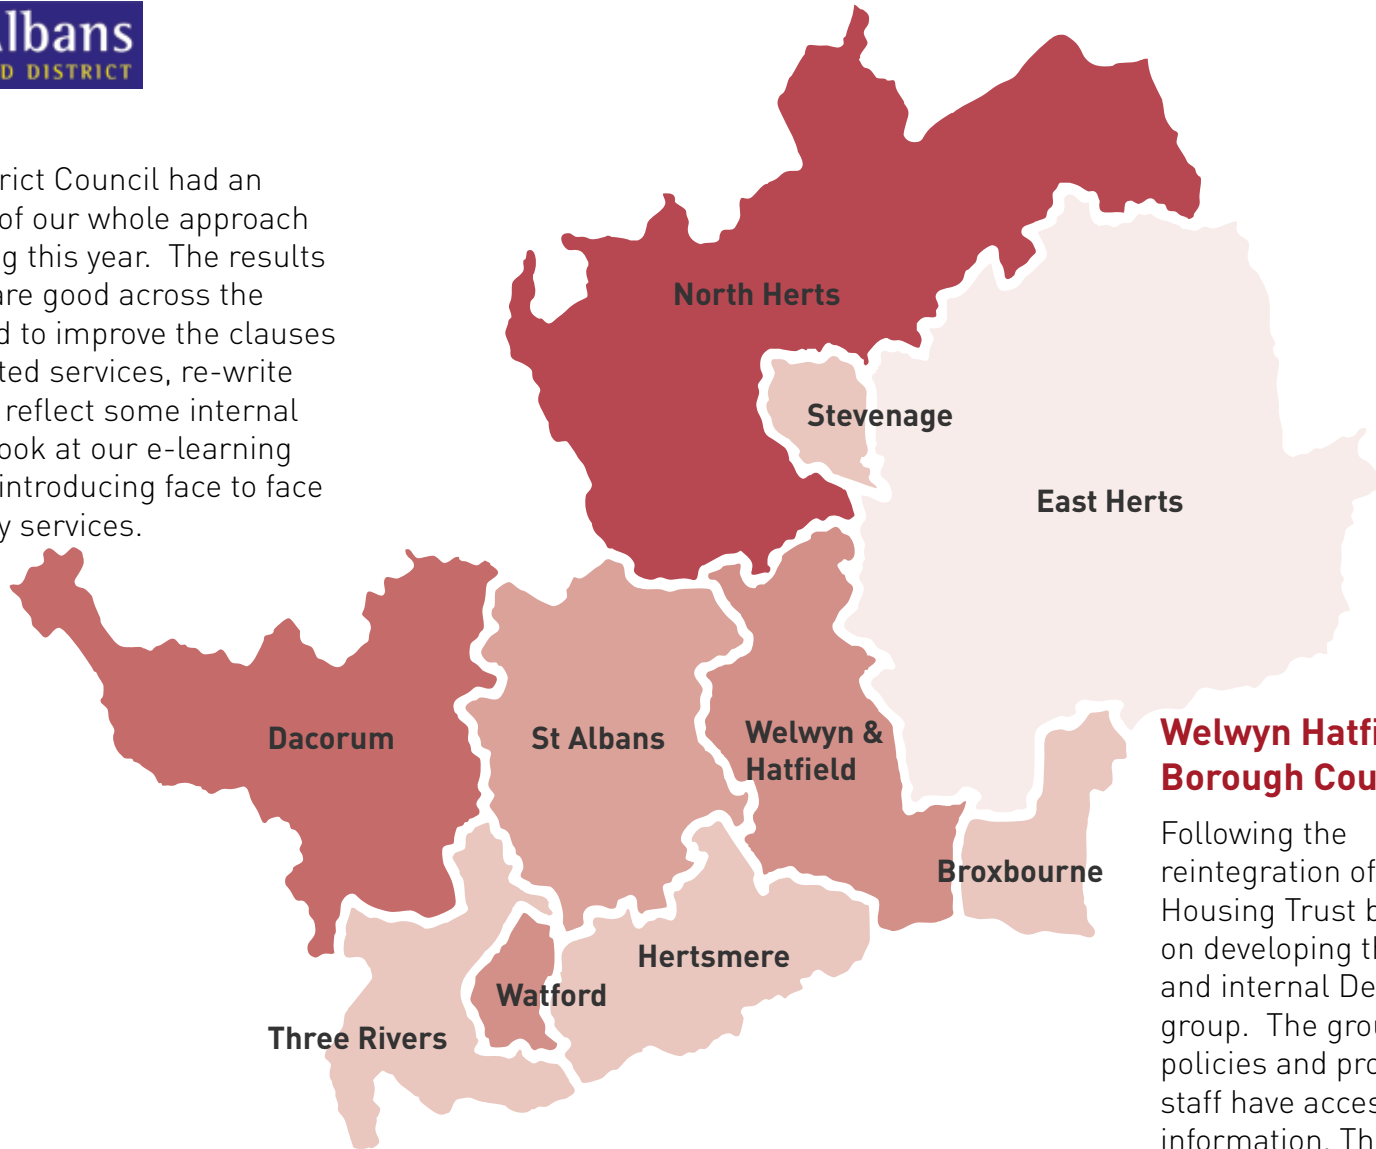 Albans
D DISTRICT
rict Council had an
of our whole approach
g this year. The results
are good across the
d to improve the clauses
ted services, re-write
reflect some internal
ook at our e-learning
introducing face to face
y services.
North Herts
Stevenage
East Herts
Dacorum
St Albans
Welwyn &
Hatfield
Broxbourne
Hertsmere
Watford
Three Rivers
Welwyn Hatfi
Borough Cou
Following the
reintegration of
Housing Trust b
on developing th
and internal De
group. The grou
policies and pro
staff have acces
information. Th